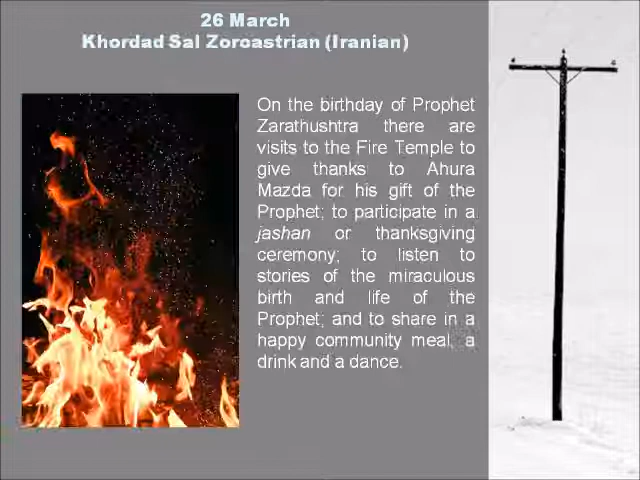 26 March
Khordad Sal Zoroastrian (Iranian)
On the birthday of Prophet
Zarathushtra there are
visits to the Fire Temple to
give thanks to Ahura
Mazda for his gift of the
Prophet; to participate in a
jashan or thanksgiving
ceremony; to listen to
stories of the miraculous
birth and life of the
Prophet; and to share in a
happy community meal, a
drink and a dance.